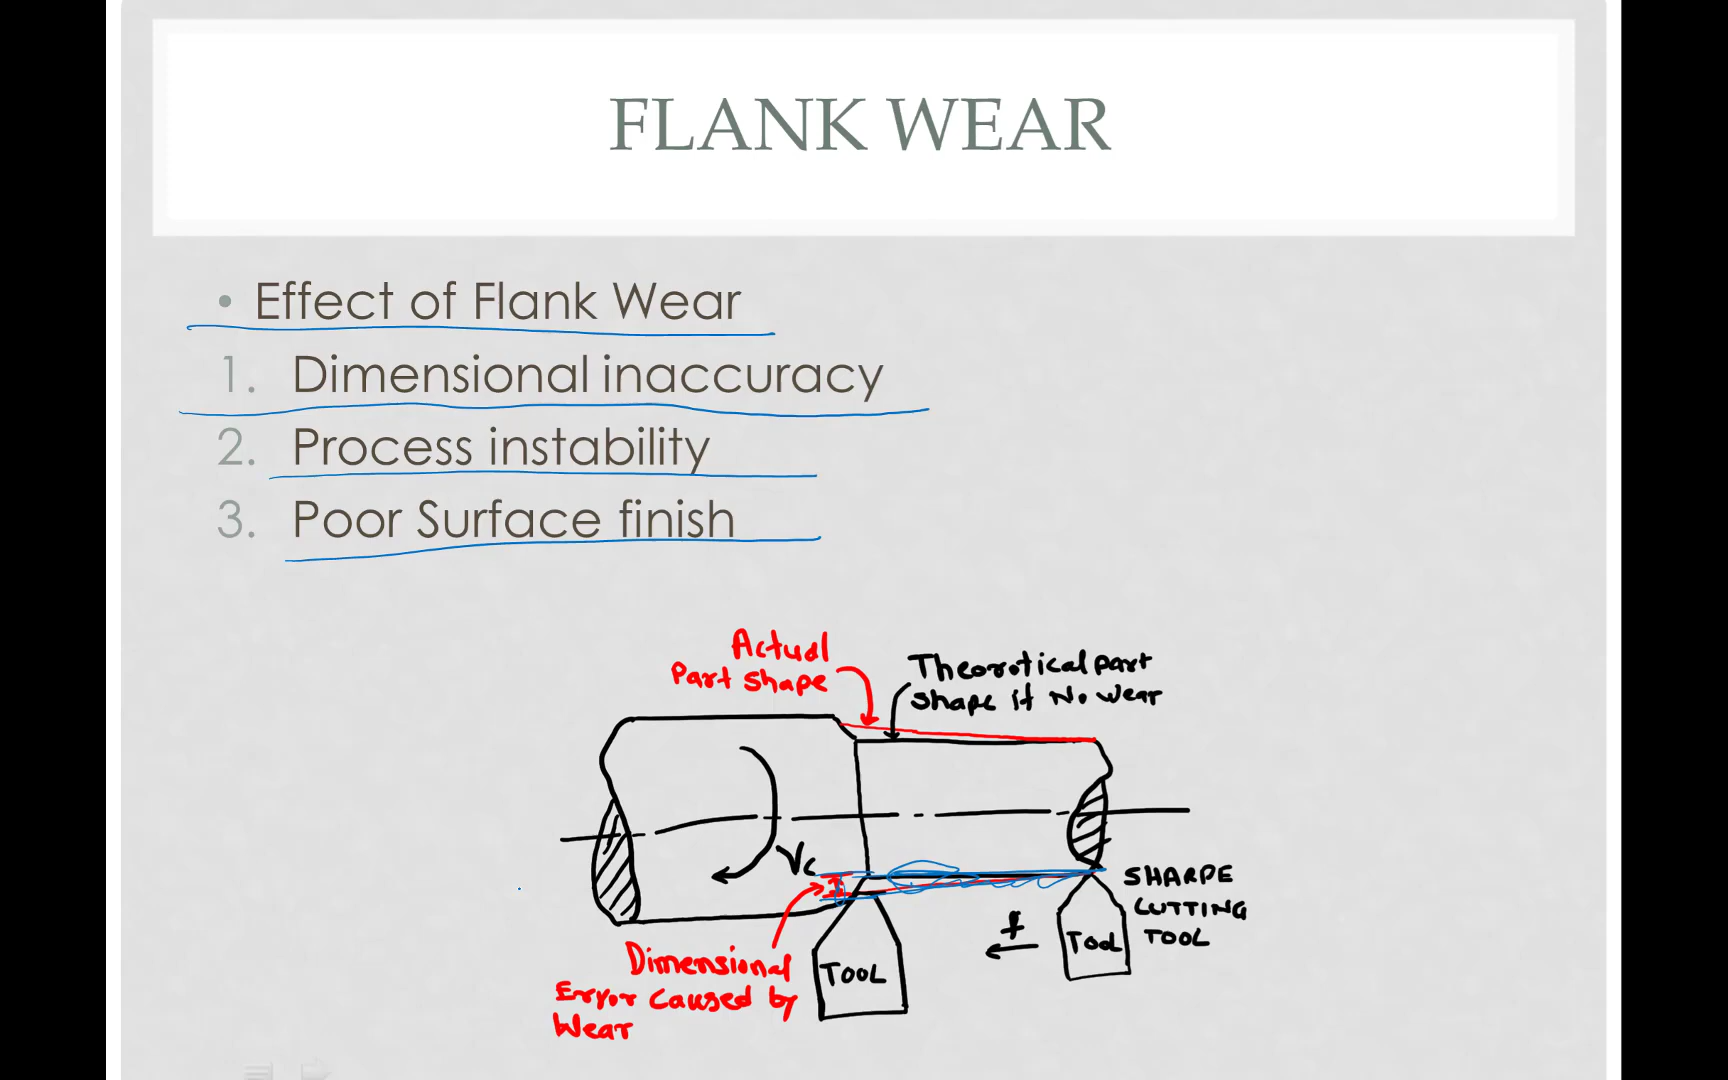 FLANK WEAR
• Effect of Flank Wear
1. Dimensional inaccuracy
2. Process instability
3. Poor Surface finish
Actual
Part shape
Theorotical part
shape if No wear
Vc
SHARPE
CUTTING
TOOL
f
Tool
TOOL
Dimensional
Error caused by
Wear